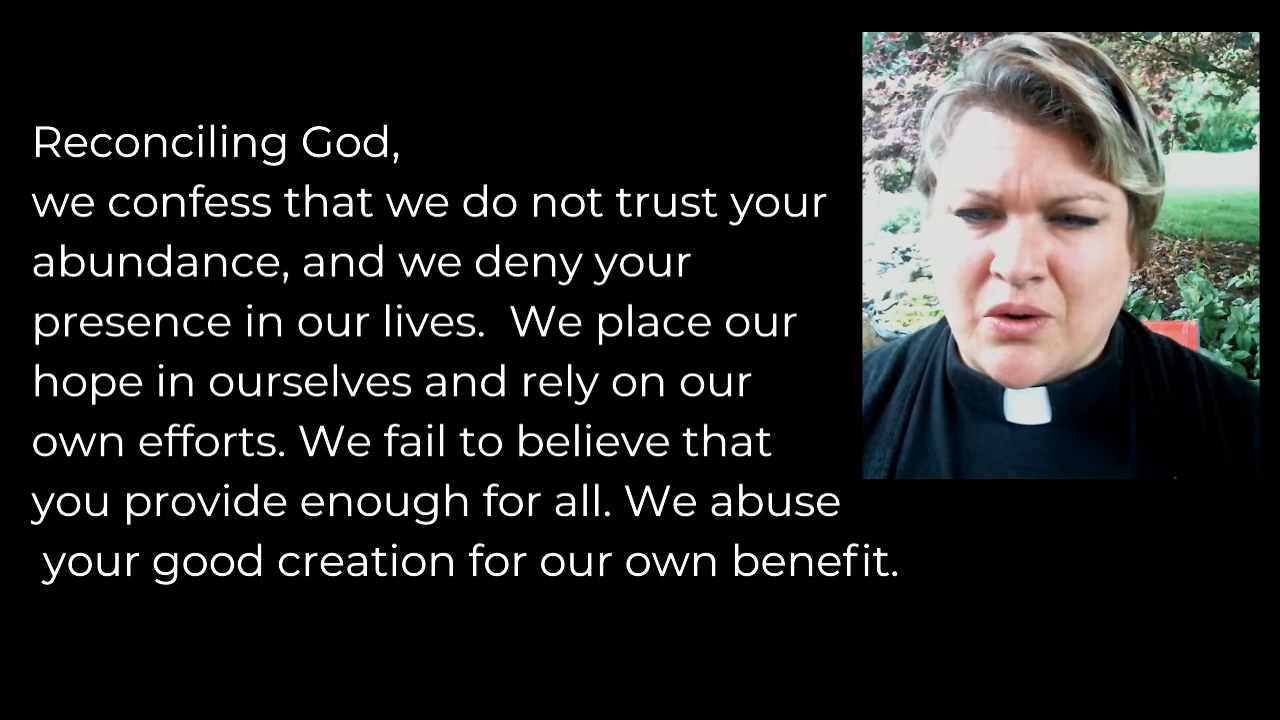 Reconciling God,
we confess that we do not trust your
abundance, and we deny your
presence in our lives.  We place our
hope in ourselves and rely on our
own efforts. We fail to believe that
you provide enough for all. We abuse
your good creation for our own benefit.